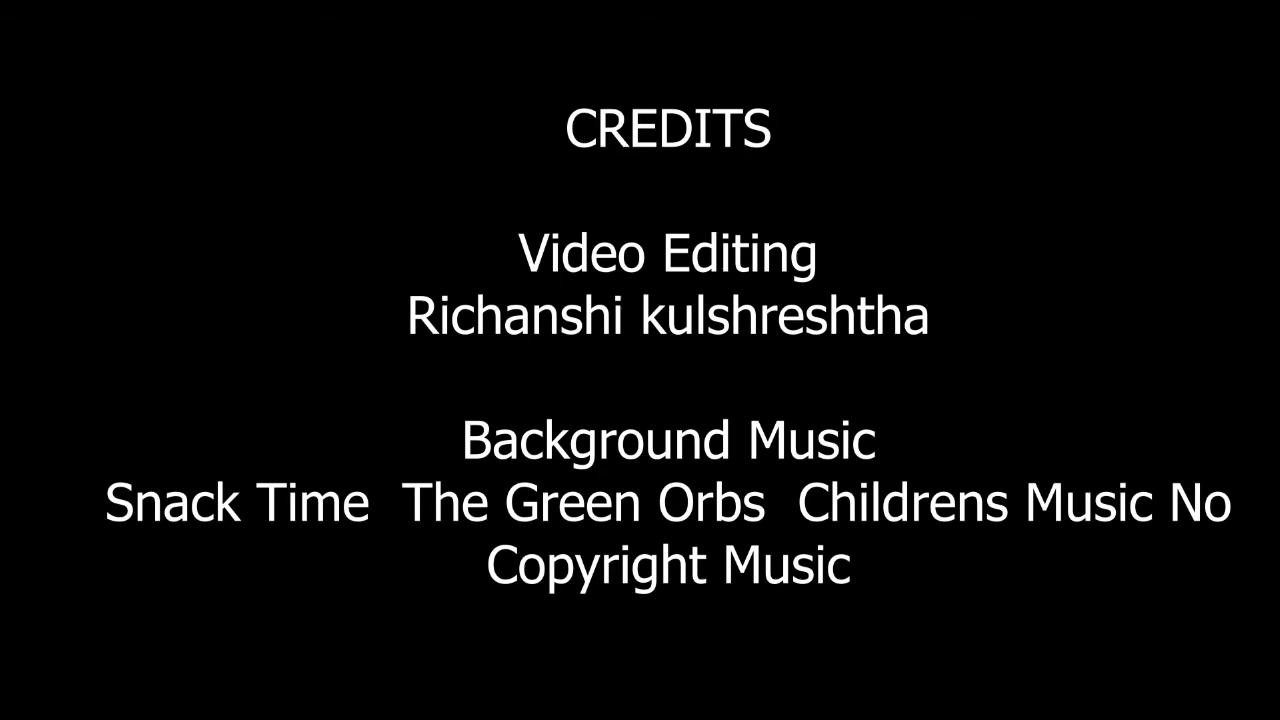 CREDITS
Video Editing
Richanshi kulshreshtha
Background Music
Snack Time  The Green Orbs  Childrens Music No
Copyright Music